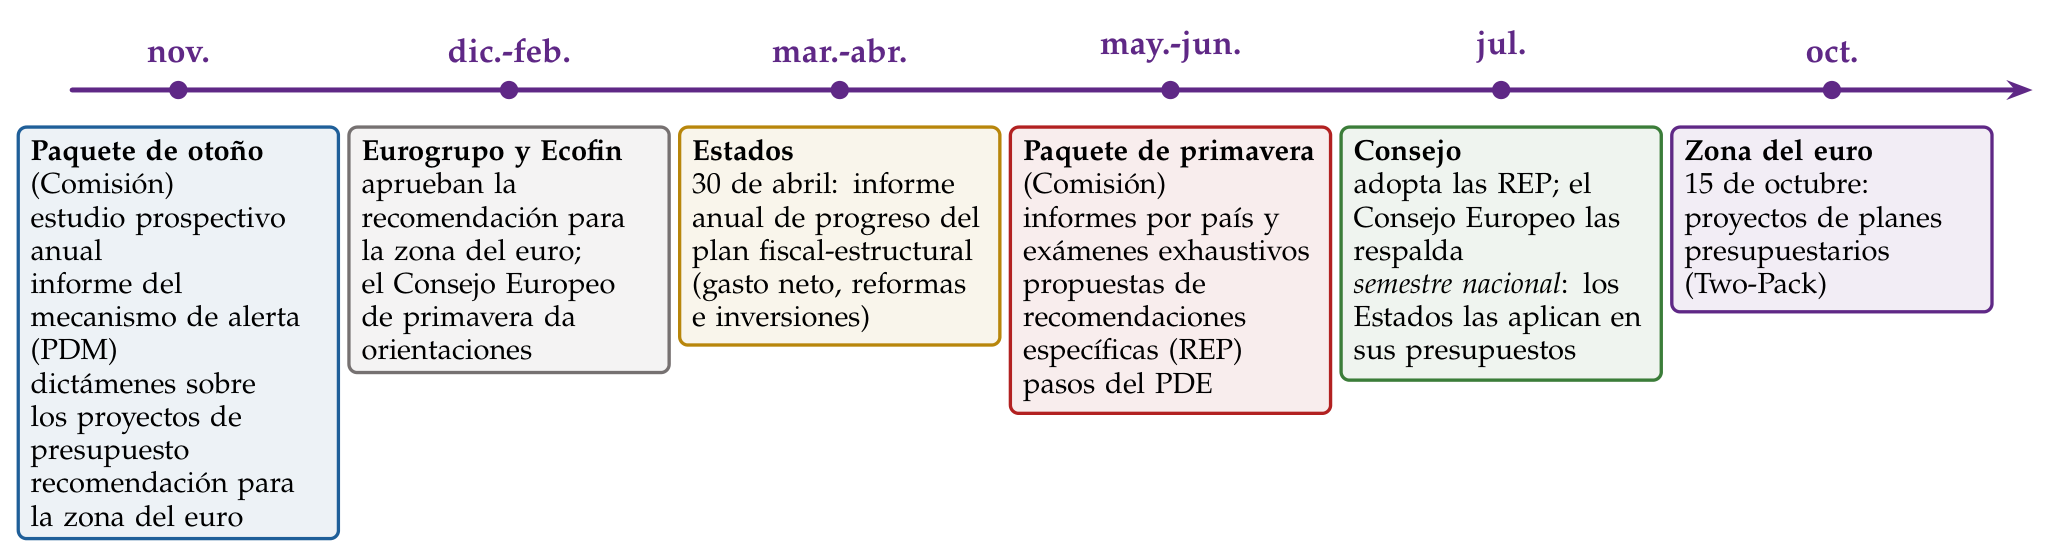 nov.
dic.-feb.
mar.-abr.
may.-jun.
jul.
oct.
Paquete de otoño
(Comisión)
estudio prospectivo
anual
informe del
mecanismo de alerta
(PDM)
dictámenes sobre
los proyectos de
presupuesto
recomendación para
la zona del euro
Eurogrupo y Ecofin
aprueban la
recomendación para
la zona del euro;
el Consejo Europeo
de primavera da
orientaciones
Estados
30 de abril: informe
anual de progreso del
plan fiscal-estructural
(gasto neto, reformas
e inversiones)
Paquete de primavera
(Comisión)
informes por país y
exámenes exhaustivos
propuestas de
recomendaciones
específicas (REP)
pasos del PDE
Consejo
adopta las REP; el
Consejo Europeo las
respalda
semestre nacional: los
Estados las aplican en
sus presupuestos
Zona del euro
15 de octubre:
proyectos de planes
presupuestarios
(Two-Pack)